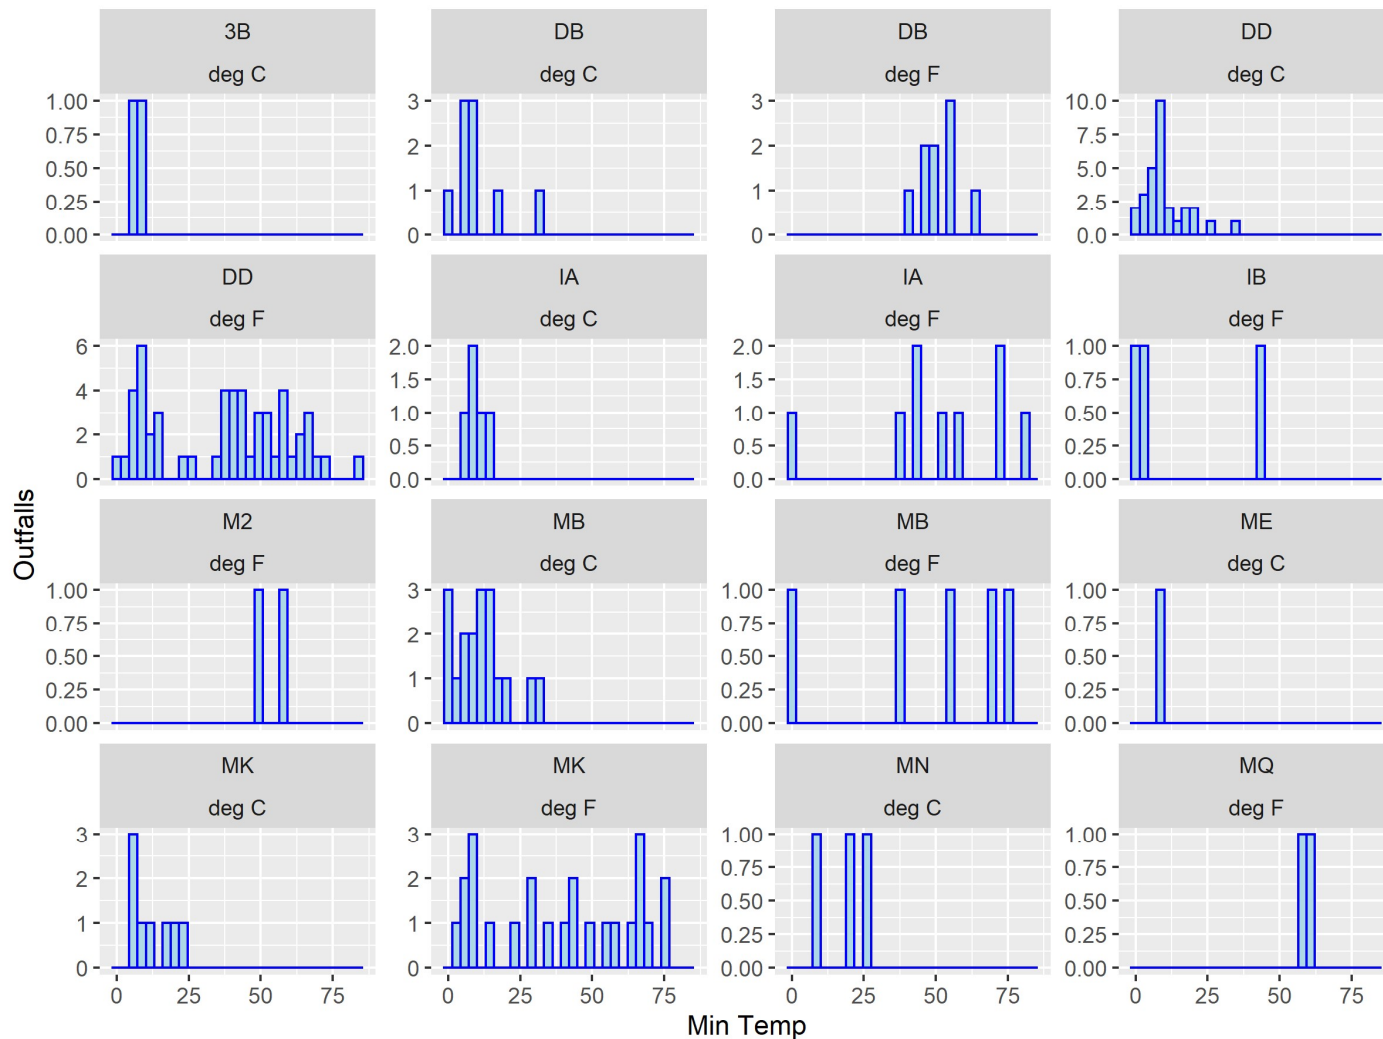 3B DB DB DD
deg C deg C deg F deg C
1.00 3 3 10.0
0.75 7.5
2 2
0.50 5.0
1 1
0.25 2.5
0.00 0 0 0.0
DD IA IA IB
deg F deg C deg F deg F
6 2.0 2.0 1.00
1.5 1.5 0.75
4
1.0 1.0 0.50
2
0.5 0.5 0.25
0 0.0 0.0 0.00
M2 MB MB ME
deg F deg C deg F deg C
1.00 3 1.00 1.00
0.75 0.75 0.75
2
0.50 0.50 0.50
1
0.25 0.25 0.25
0.00 0 0.00 0.00
MK MK MN MQ
deg C deg F deg C deg F
3 3 1.00 1.00
0.75 0.75
2 2
0.50 0.50
1 1
0.25 0.25
0 0 0.00 0.00
0 25 50 75 0 25 50 75 0 25 50 75 0 25 50 75
Min Temp
Outfalls